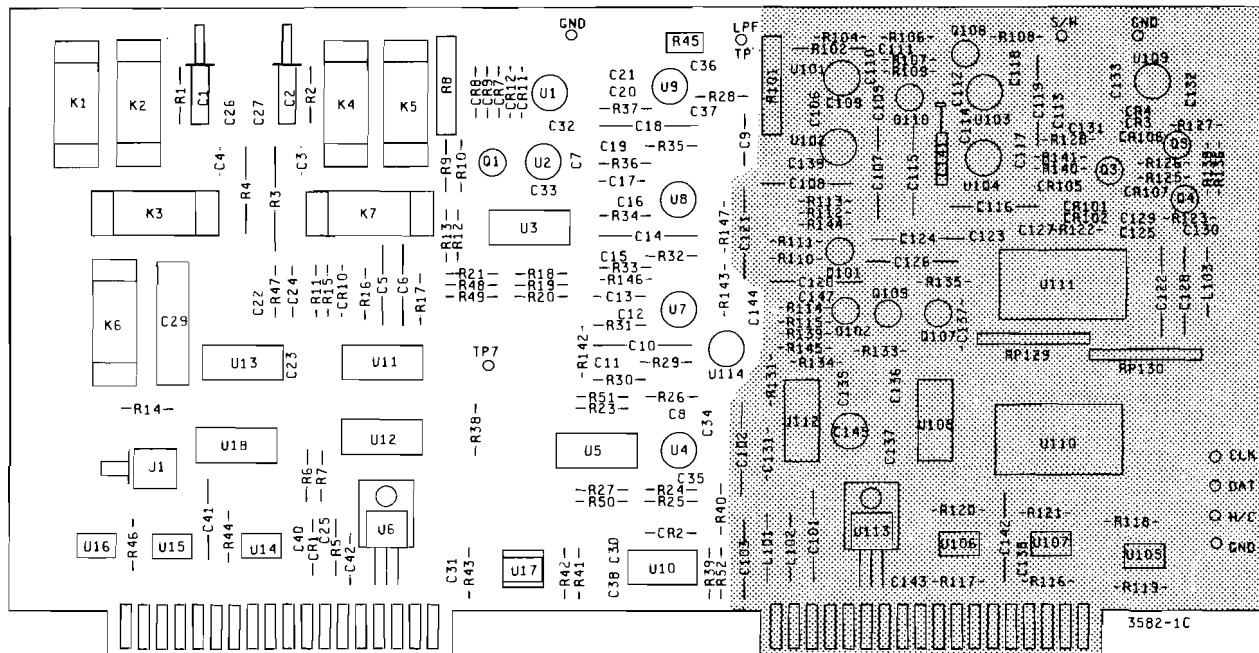 GND
LPF
TP
S/H
GND
R45
R104
R106
Q108
R108
R102
C111
U109
K1
K2
R1
C1
C26
C27
C2
R2
K4
K5
R8
CR8
CR9
CR7
CR12
CR11
U1
C21
C20
U9
C36
R28
R101
U101
C110
R107
R109
C112
C118
C133
C132
R37
C37
C106
C109
C105
Q110
C114
U103
C119
C113
CR4
CR3
C32
C18
C9
U102
C131
CR106
R127
R128
C4
C3
R9
R10
Q1
U2
C7
C19
R35
R36
C139
C107
C115
C141
U104
C117
R141
R140
Q3
Q5
R126
R125
R4
R3
C33
C17
C108
CR105
CR107
Q4
K3
K7
U3
C16
R34
U8
R147
R113
R112
R144
C116
CR101
CR102
C129
C125
R123
C130
R13
R12
C14
C121
R111
R110
C124
C123
C127
R122
C15
R33
R32
C126
R47
C24
R11
R15
CR10
R16
C5
C6
R17
R21
R48
R49
R18
R19
R20
R146
C13
R143
C144
Q101
C120
C147
R114
R115
R139
Q109
R135
U111
C122
C128
L103
K6
C29
C22
C12
U7
R31
Q102
Q107
C137
R142
C10
R145
R134
R133
RP129
RP130
U13
C23
U11
TP7
C11
R29
R30
U114
R131
C135
C136
R14
R51
R23
R26
C8
C34
R38
U18
U12
U5
U4
C102
C131
U112
C145
C137
U108
U110
J1
R6
R7
C35
CLK
DAT
H/C
GND
R27
R50
R24
R25
R40
C41
R44
C40
CR1
C25
R5
C42
U6
CR2
C103
L101
L102
C101
U113
R120
C142
C138
R121
R118
U16
R46
U15
U14
C31
R43
U17
R42
R41
C30
C38
U10
R39
R52
U106
U107
U105
C143
R117
R116
R119
3582-1C